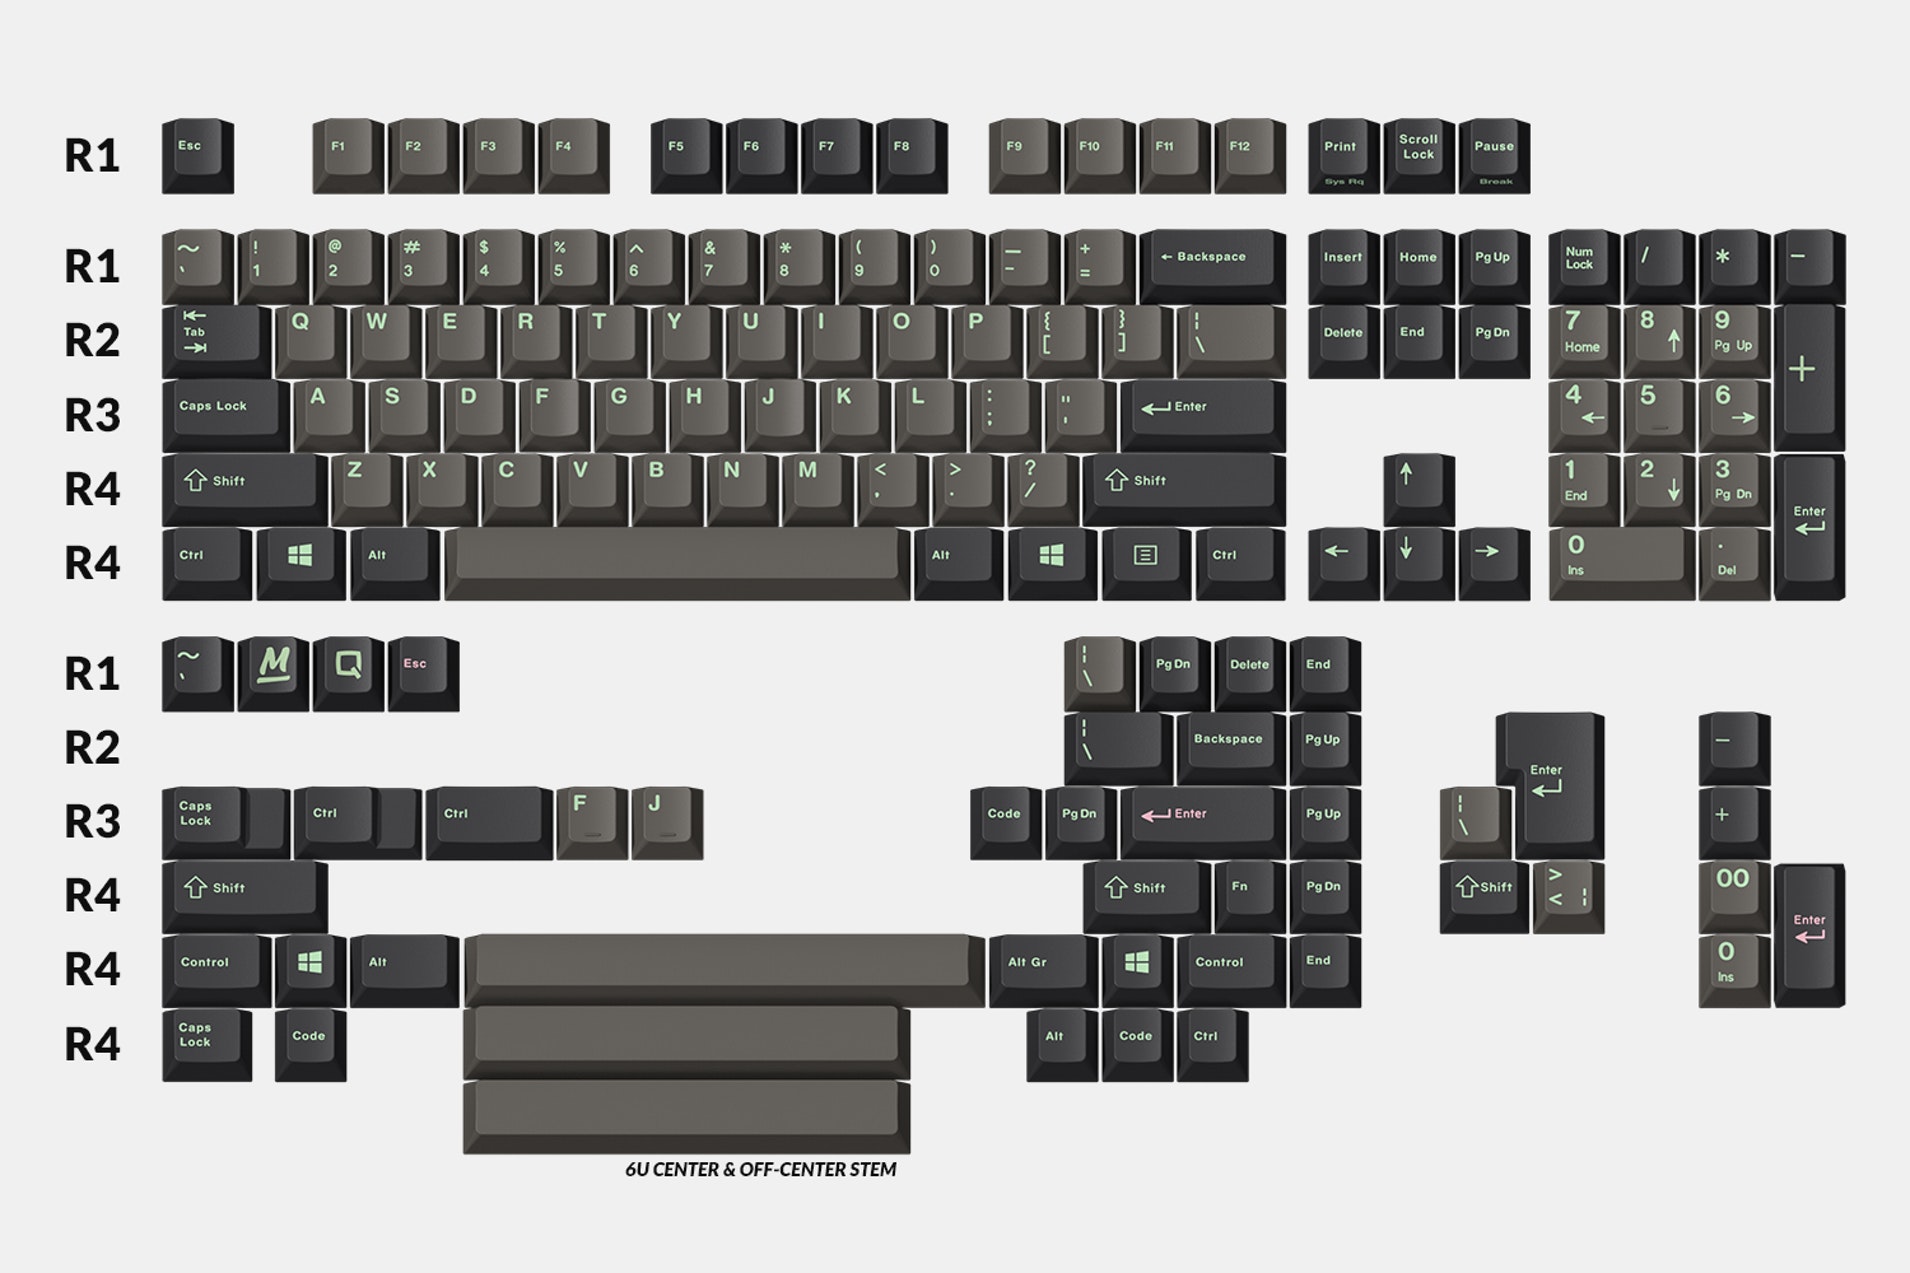 R1 Esc F1 F2 F3 F4 F5 F6 F7 F8 F9 F10 F11 F12 Print Scroll Pause
Lock
Sys Rq Break
~ ! @ # $ % ^ & * ( ) — +
R1 ` 1 2 3 4 5 6 7 8 9 0 - = ← Backspace Insert Home Pg Up Num / * −
Lock
⇤ Q W E R T Y U I O P { } ¦ 7 8 9
R2 Tab [ ] \ Delete End Pg Dn Home ↑ Pg Up +
⇥
R3 Caps Lock A S D F G H J K L : " ↵ Enter 4 5 6
; ' ← →
R4 ⇧ Shift Z X C V B N M < > ? ⇧ Shift ↑ 1 2 3 Enter
, . / End ↓ Pg Dn ↵
R4 Ctrl Alt Alt Ctrl ← ↓ → 0 .
Ins Del
R1 ~ M Q Esc ¦ Pg Dn Delete End
` \
R2 ¦ Backspace Pg Up −
\
Enter
↵
R3 Caps Ctrl Ctrl F J Code Pg Dn ↵ Enter Pg Up ¦ +
Lock \
R4 ⇧ Shift ⇧ Shift Fn Pg Dn ⇧ Shift > 00
< ¦
Enter
↵
R4 Control Alt Alt Gr Control End 0
Ins
R4 Caps Code Alt Code Ctrl
Lock
6U CENTER & OFF-CENTER STEM